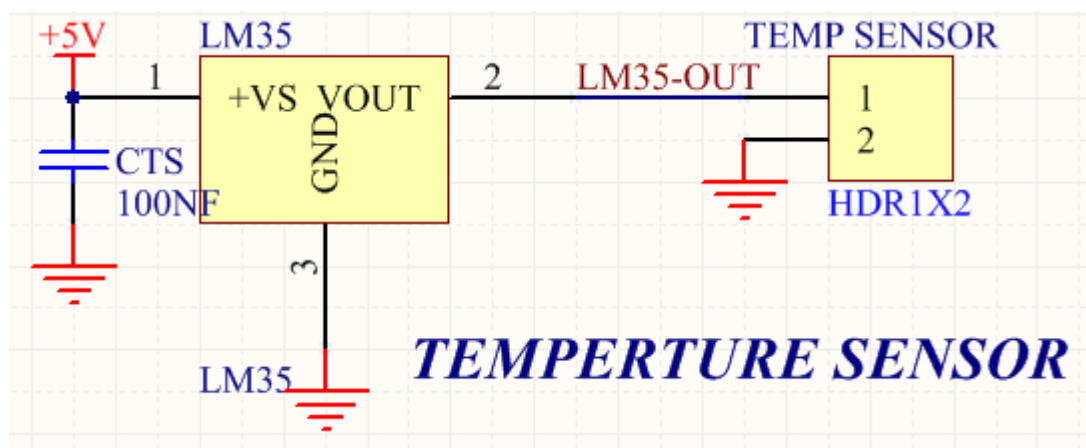 +5V
LM35
TEMP SENSOR
1
+VS VOUT
2
LM35-OUT
1
GND
2
CTS
100NF
HDR1X2
3
LM35
TEMPERTURE SENSOR